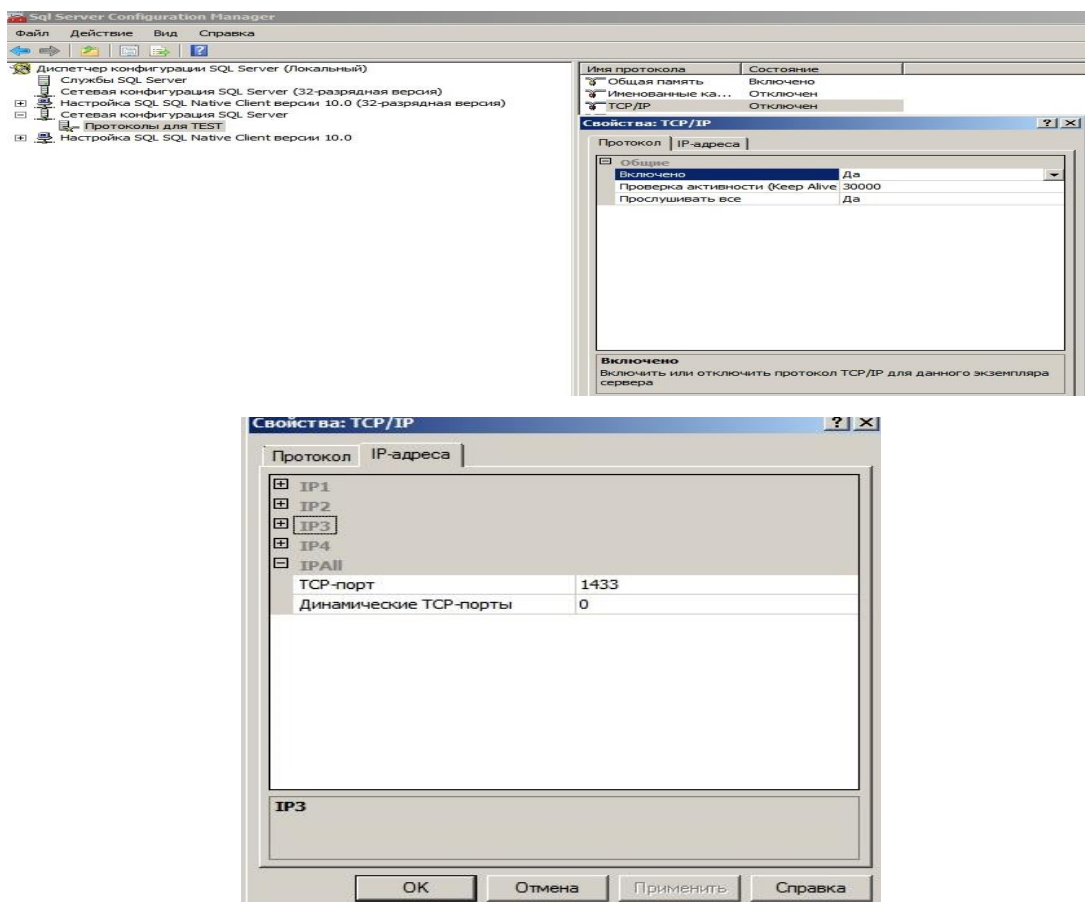 Sql Server Configuration Manager
Файл Действие Вид Справка
Диспетчер конфигурации SQL Server (Локальный)
Службы SQL Server
Сетевая конфигурация SQL Server (32-разрядная версия)
Настройка SQL SQL Native Client версии 10.0 (32-разрядная версия)
Сетевая конфигурация SQL Server
Протоколы для TEST
Настройка SQL SQL Native Client версии 10.0
Имя протокола Состояние
Общая память Включено
Именованные ка... Отключен
TCP/IP Отключен
Свойства: TCP/IP
Протокол IP-адреса
Общие
Включено Да
Проверка активности (Keep Alive 30000
Прослушивать все Да
Включено
Включить или отключить протокол TCP/IP для данного экземпляра
сервера
Свойства: TCP/IP
Протокол IP-адреса
IP1
IP2
IP3
IP4
IPAll
TCP-порт 1433
Динамические TCP-порты 0
IP3
OK Отмена Применить Справка